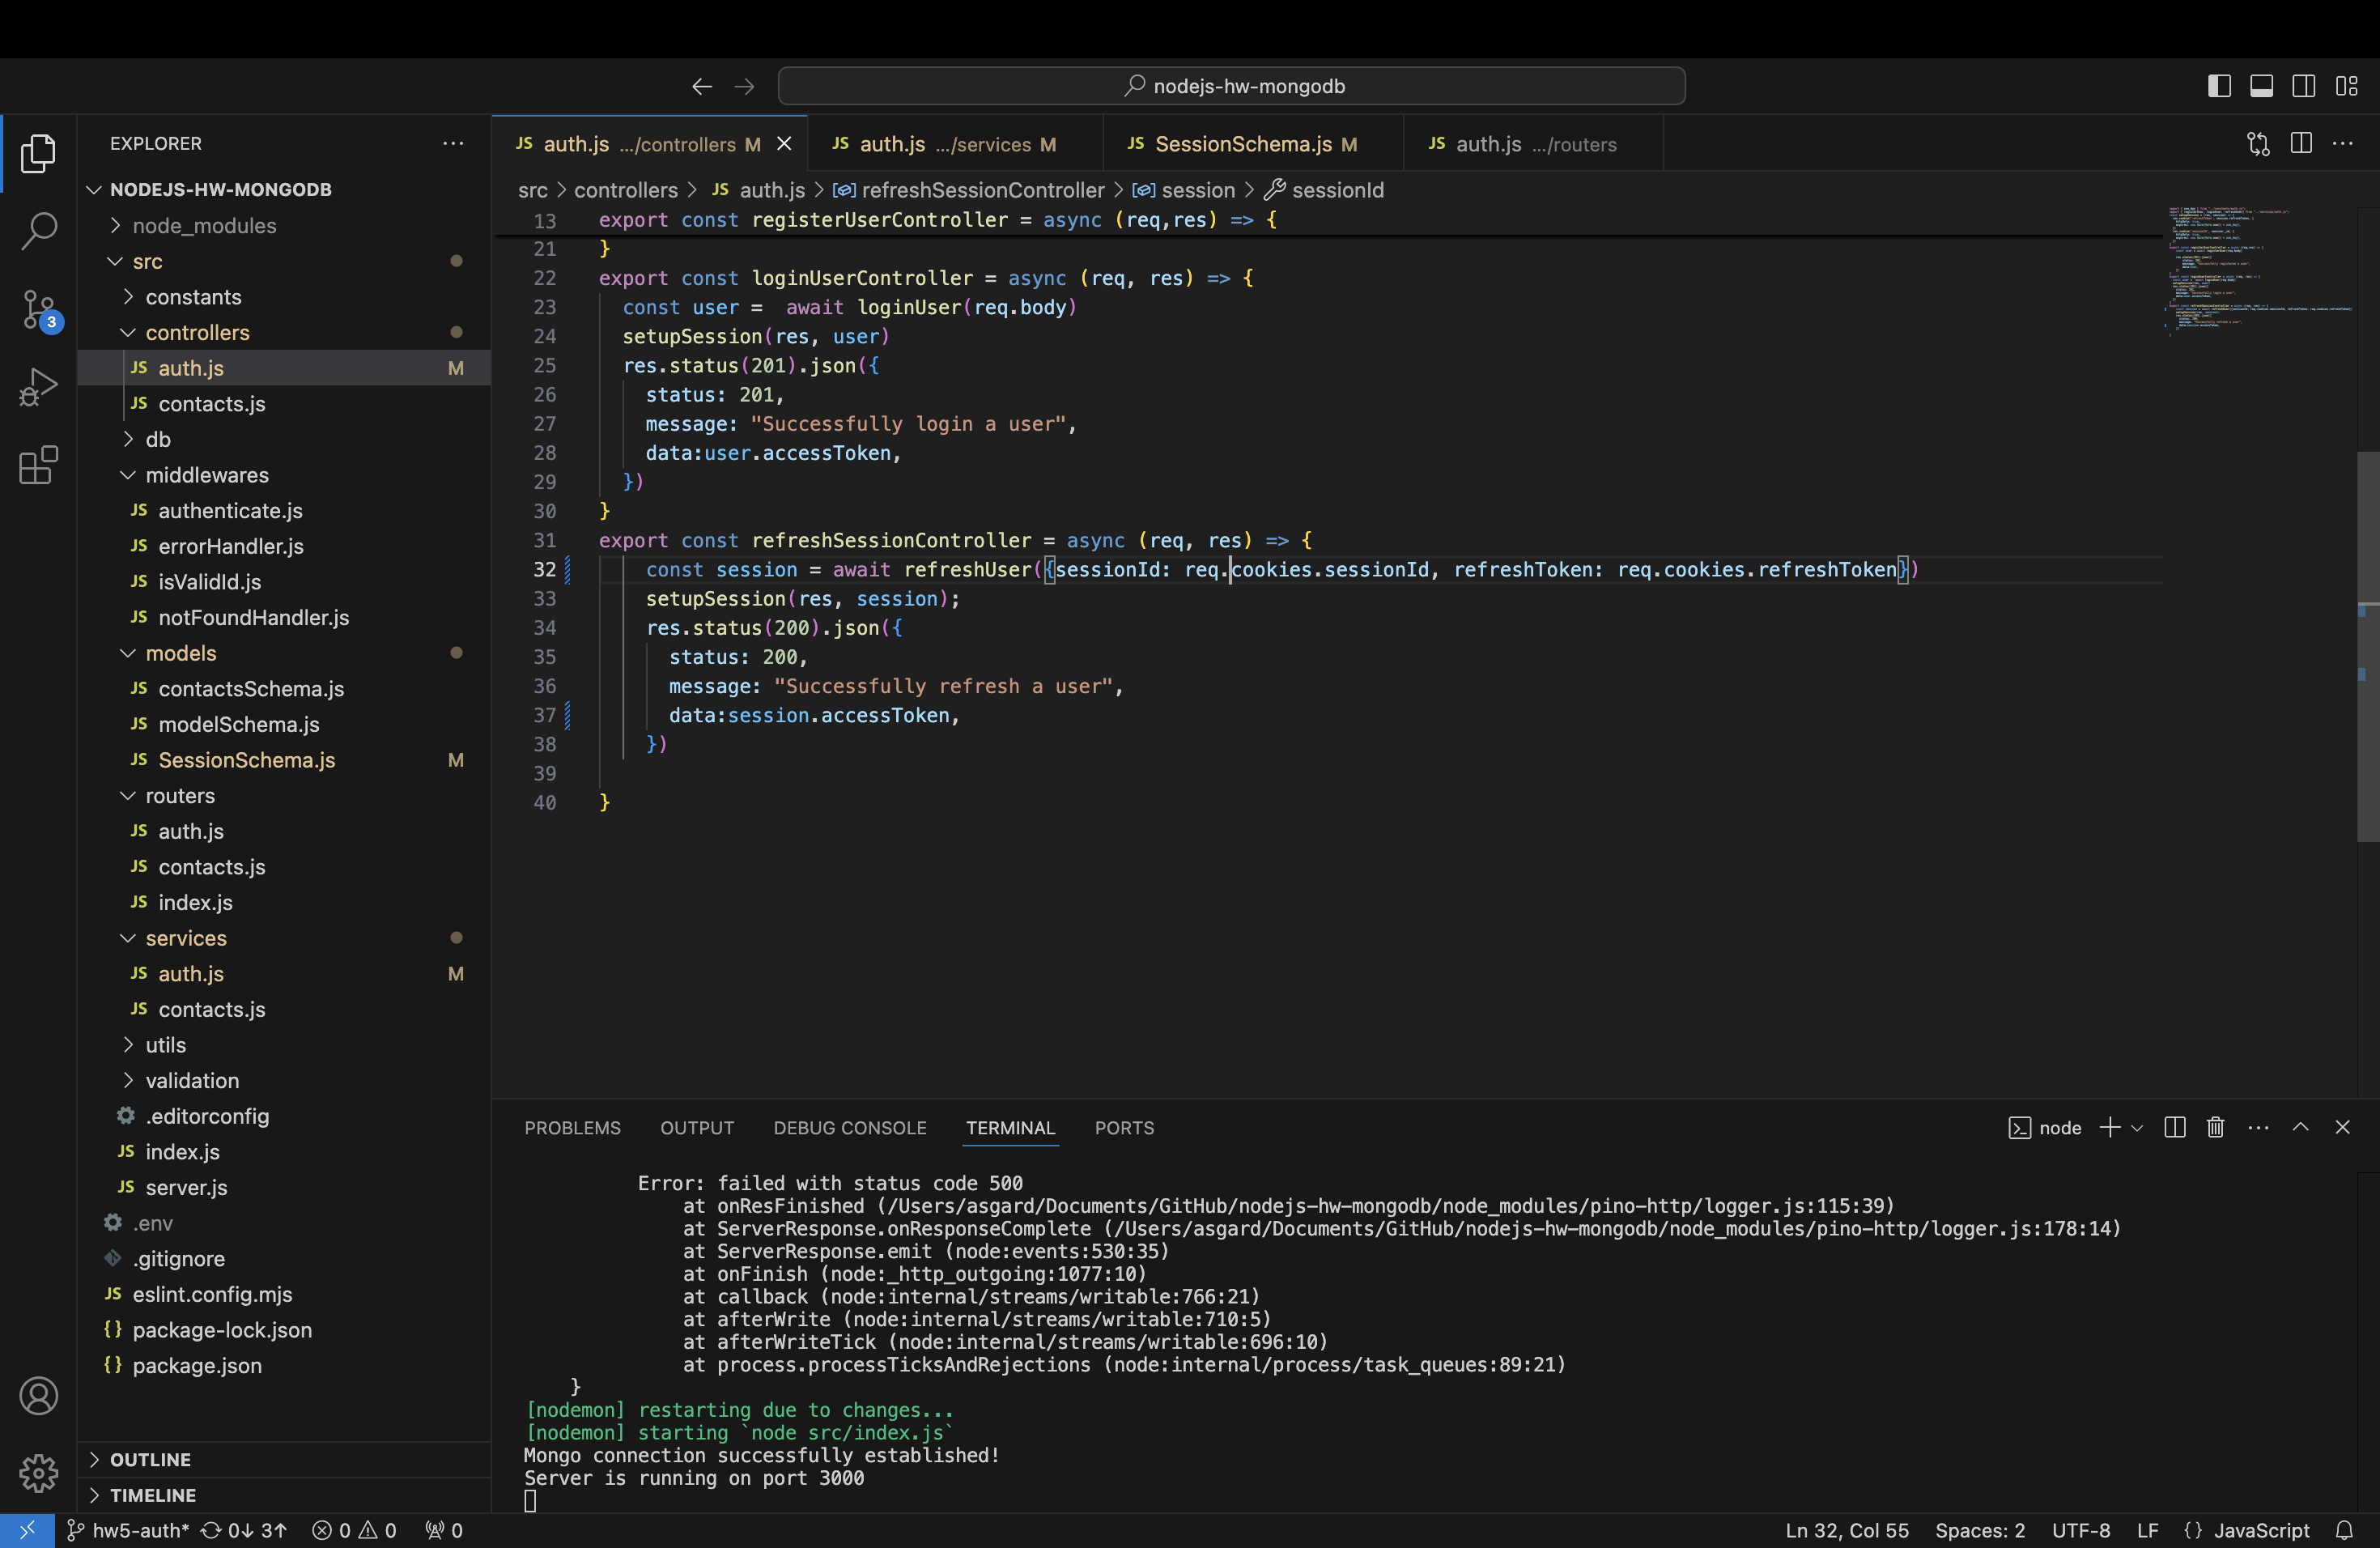 nodejs-hw-mongodb
EXPLORER
NODEJS-HW-MONGODB
node_modules
src
constants
controllers
JS auth.js M
JS contacts.js
db
middlewares
JS authenticate.js
JS errorHandler.js
JS isValidId.js
JS notFoundHandler.js
models
JS contactsSchema.js
JS modelSchema.js
JS SessionSchema.js M
routers
JS auth.js
JS contacts.js
JS index.js
services
JS auth.js M
JS contacts.js
utils
validation
.editorconfig
JS index.js
JS server.js
.env
.gitignore
JS eslint.config.mjs
{} package-lock.json
{} package.json
OUTLINE
TIMELINE
3
JS auth.js .../controllers M
JS auth.js .../services M
JS SessionSchema.js M
JS auth.js .../routers
src > controllers > JS auth.js > refreshSessionController > session > sessionId
13 export const registerUserController = async (req,res) => {
21 }
22 export const loginUserController = async (req, res) => {
23 const user =  await loginUser(req.body)
24 setupSession(res, user)
25 res.status(201).json({
26 status: 201,
27 message: "Successfully login a user",
28 data:user.accessToken,
29 })
30 }
31 export const refreshSessionController = async (req, res) => {
32 const session = await refreshUser({sessionId: req.cookies.sessionId, refreshToken: req.cookies.refreshToken})
33 setupSession(res, session);
34 res.status(200).json({
35 status: 200,
36 message: "Successfully refresh a user",
37 data:session.accessToken,
38 })
39
40 }
PROBLEMS OUTPUT DEBUG CONSOLE TERMINAL PORTS
node
Error: failed with status code 500
at onResFinished (/Users/asgard/Documents/GitHub/nodejs-hw-mongodb/node_modules/pino-http/logger.js:115:39)
at ServerResponse.onResponseComplete (/Users/asgard/Documents/GitHub/nodejs-hw-mongodb/node_modules/pino-http/logger.js:178:14)
at ServerResponse.emit (node:events:530:35)
at onFinish (node:_http_outgoing:1077:10)
at callback (node:internal/streams/writable:766:21)
at afterWrite (node:internal/streams/writable:710:5)
at afterWriteTick (node:internal/streams/writable:696:10)
at process.processTicksAndRejections (node:internal/process/task_queues:89:21)
}
[nodemon] restarting due to changes...
[nodemon] starting `node src/index.js`
Mongo connection successfully established!
Server is running on port 3000
hw5-auth* 0↓ 3↑ 0 0 0
Ln 32, Col 55 Spaces: 2 UTF-8 LF {} JavaScript